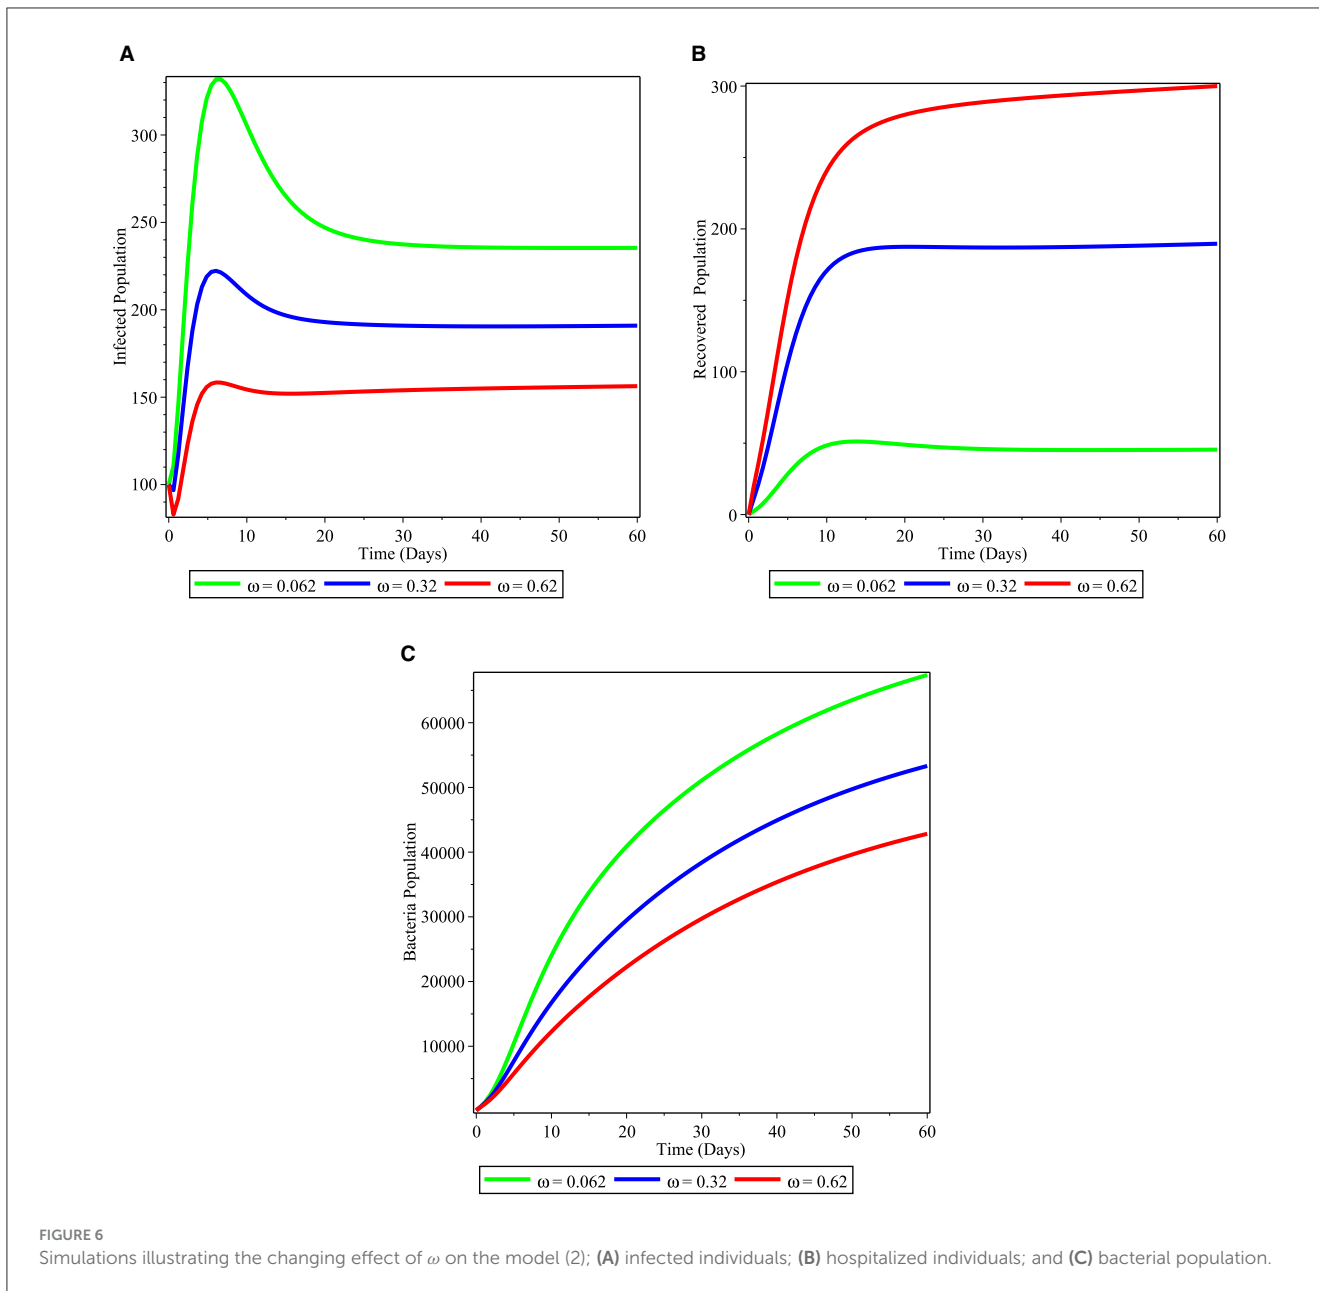 A
300
250
200
150
100
Infected Population
0 10 20 30 40 50 60
Time (Days)
ω = 0.062 ω = 0.32 ω = 0.62
B
300
200
100
0
Recovered Population
0 10 20 30 40 50 60
Time (Days)
ω = 0.062 ω = 0.32 ω = 0.62
C
60000
50000
40000
30000
20000
10000
Bacteria Population
0 10 20 30 40 50 60
Time (Days)
ω = 0.062 ω = 0.32 ω = 0.62
FIGURE 6
Simulations illustrating the changing effect of ω on the model (2); (A) infected individuals; (B) hospitalized individuals; and (C) bacterial population.